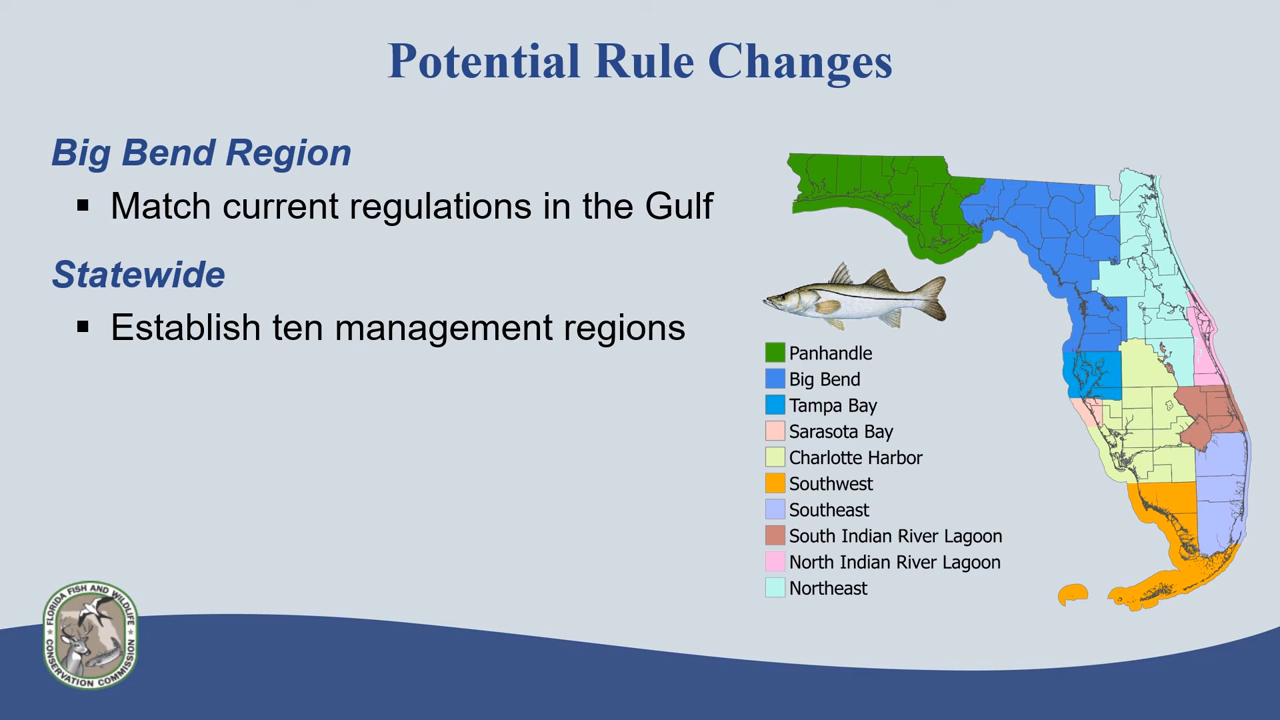 Potential Rule Changes
Big Bend Region
▪ Match current regulations in the Gulf
Statewide
▪ Establish ten management regions
Panhandle
Big Bend
Tampa Bay
Sarasota Bay
Charlotte Harbor
Southwest
Southeast
South Indian River Lagoon
North Indian River Lagoon
Northeast
FLORIDA FISH AND WILDLIFE
CONSERVATION COMMISSION